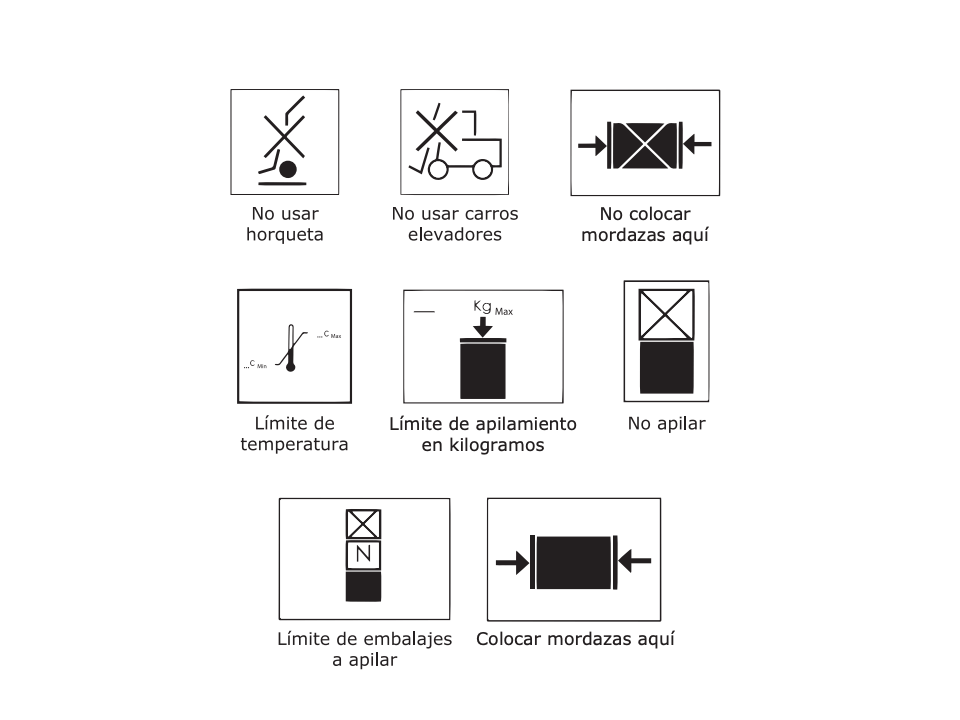 No usar
horqueta
No usar carros
elevadores
No colocar
mordazas aquí
...C Max
...C Min
Límite de
temperatura
Kg Max
Límite de apilamiento
en kilogramos
No apilar
N
Límite de embalajes
a apilar
Colocar mordazas aquí